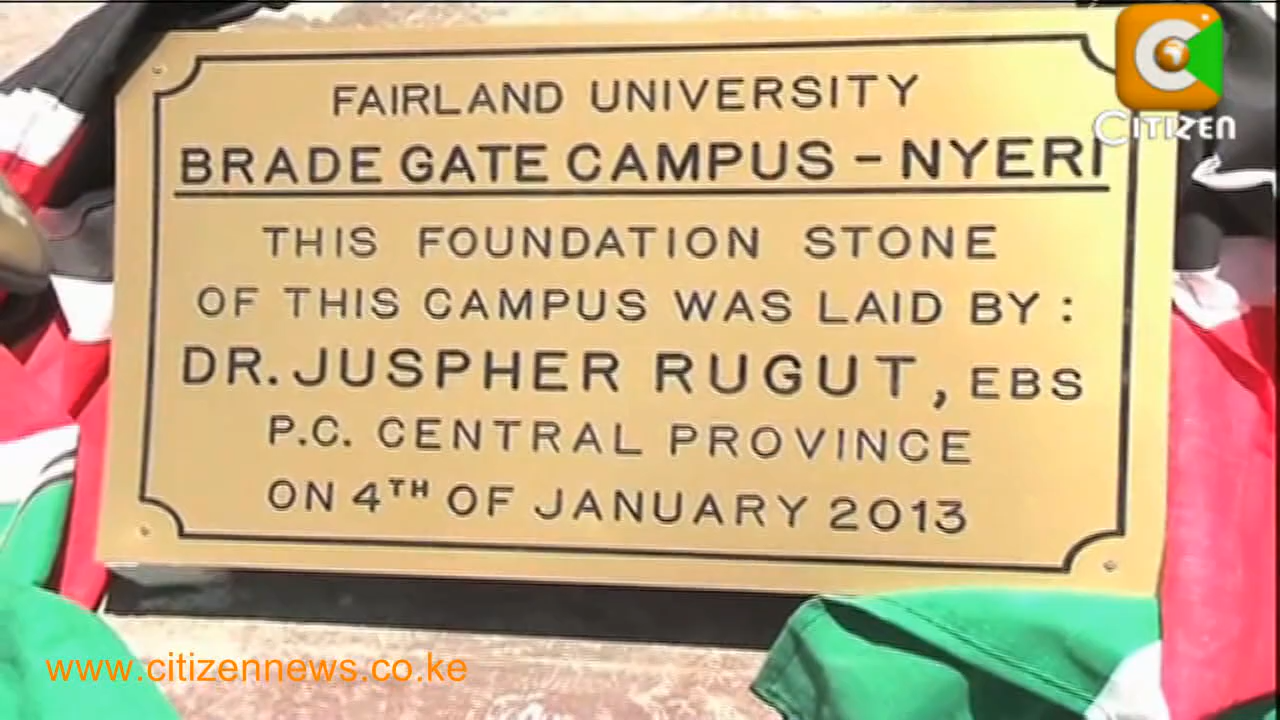 FAIRLAND UNIVERSITY
BRADE GATE CAMPUS – NYERI
THIS FOUNDATION STONE
OF THIS CAMPUS WAS LAID BY :
DR. JUSPHER RUGUT, EBS
P.C. CENTRAL PROVINCE
ON 4TH OF JANUARY 2013
CITIZEN
www.citizennews.co.ke